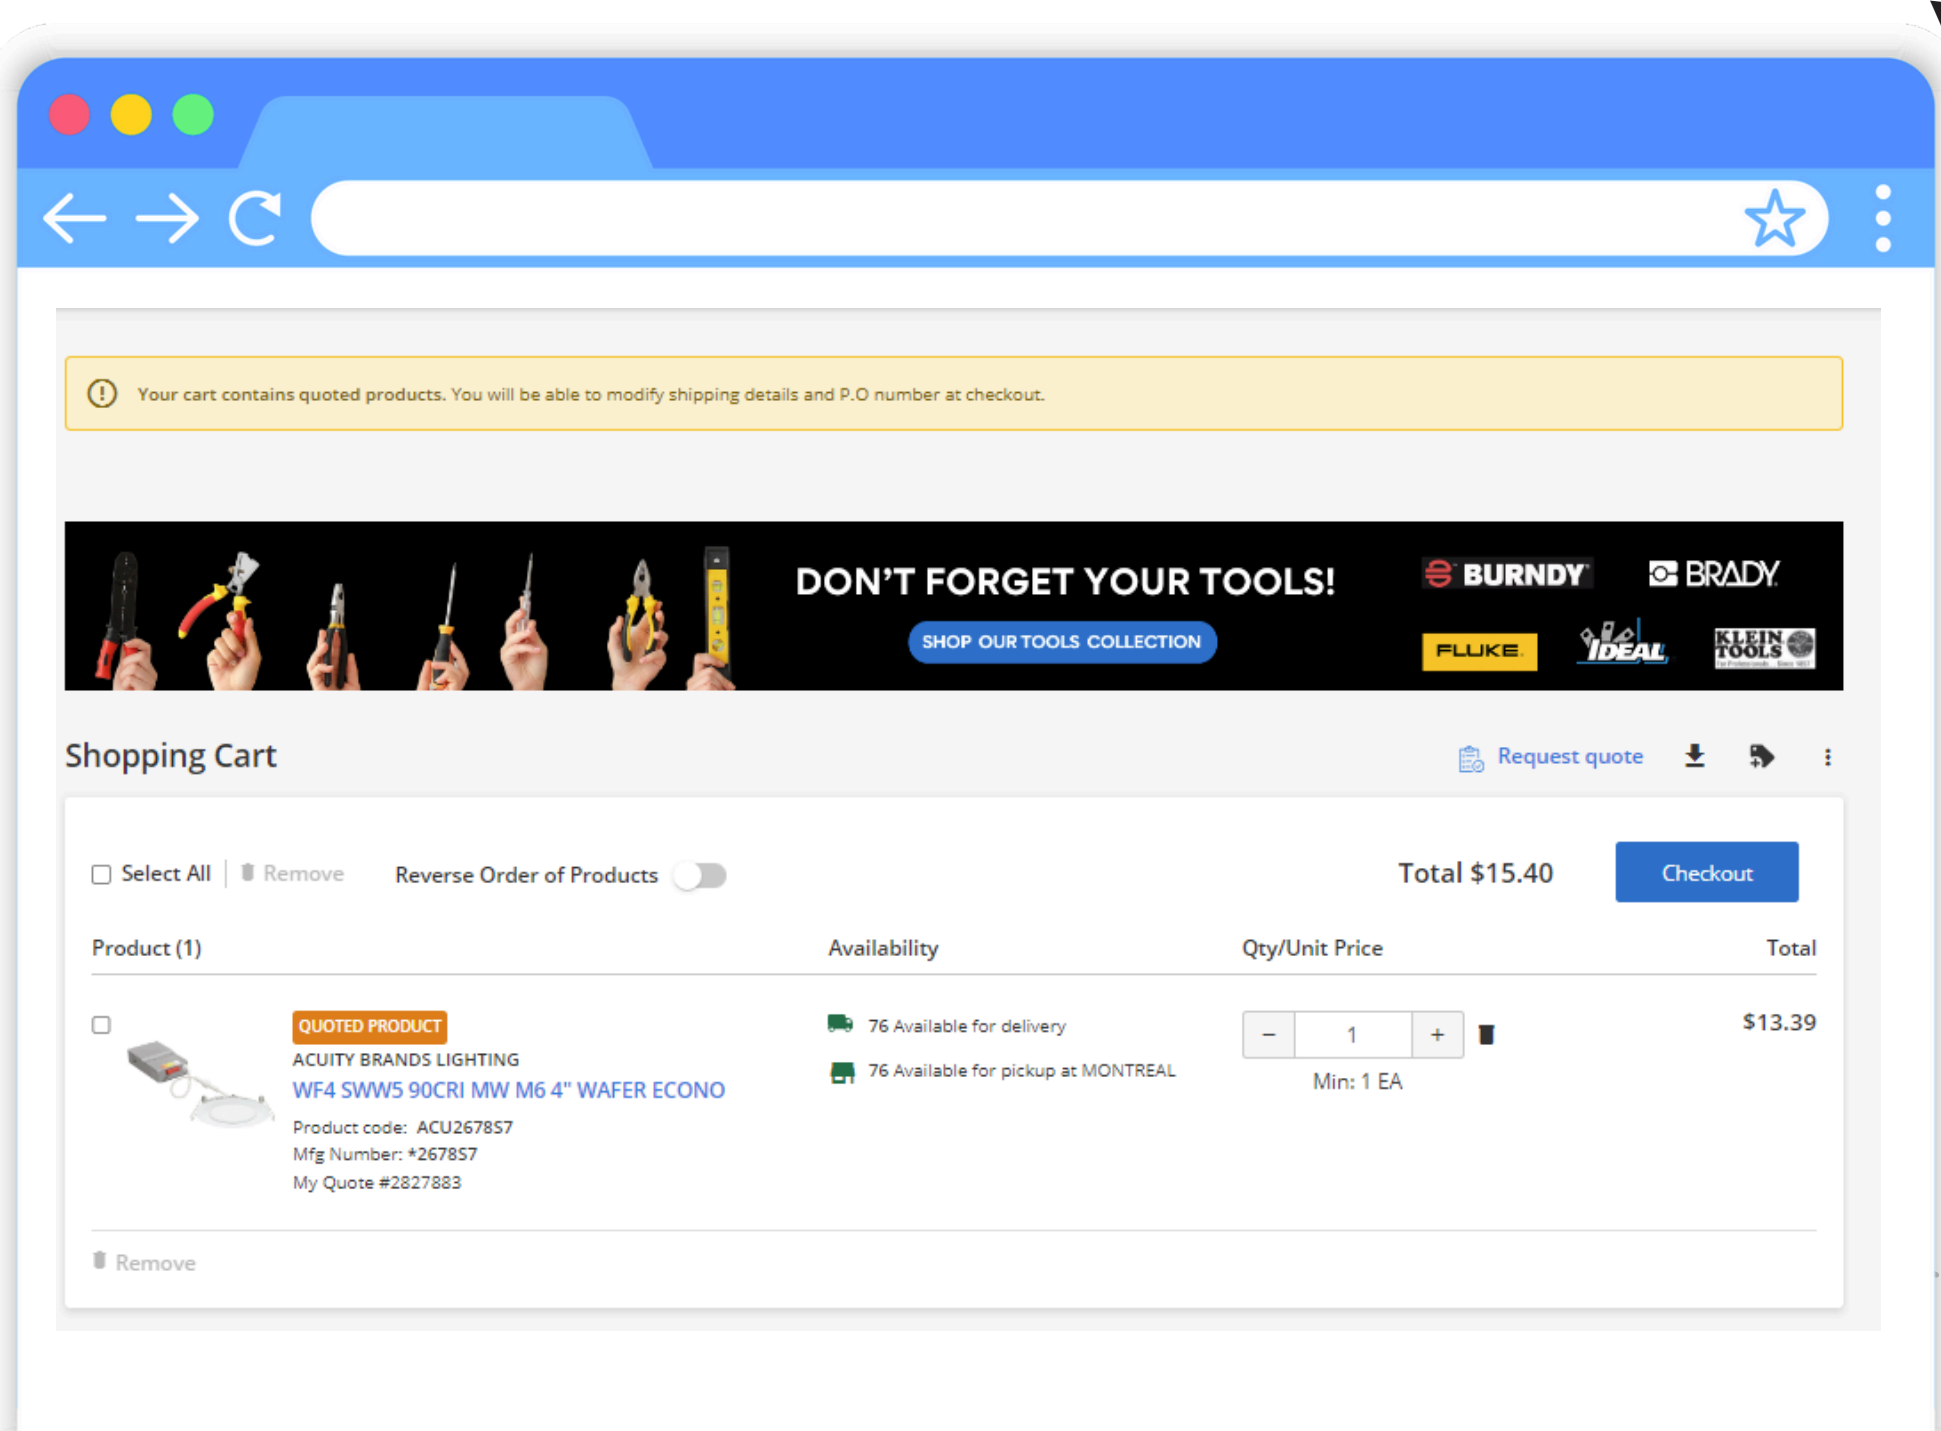 Your cart contains quoted products. You will be able to modify shipping details and P.O number at checkout.
DON'T FORGET YOUR TOOLS!
SHOP OUR TOOLS COLLECTION
BURNDY
BRADY
FLUKE
IDEAL
KLEIN TOOLS
Shopping Cart
Request quote
Select All
Remove
Reverse Order of Products
Total $15.40
Checkout
Product (1)
Availability
Qty/Unit Price
Total
QUOTED PRODUCT
ACUITY BRANDS LIGHTING
WF4 SWW5 90CRI MW M6 4" WAFER ECONO
Product code: ACU2678S7
Mfg Number: *2678S7
My Quote #2827883
76 Available for delivery
76 Available for pickup at MONTREAL
− 1 +
Min: 1 EA
$13.39
Remove